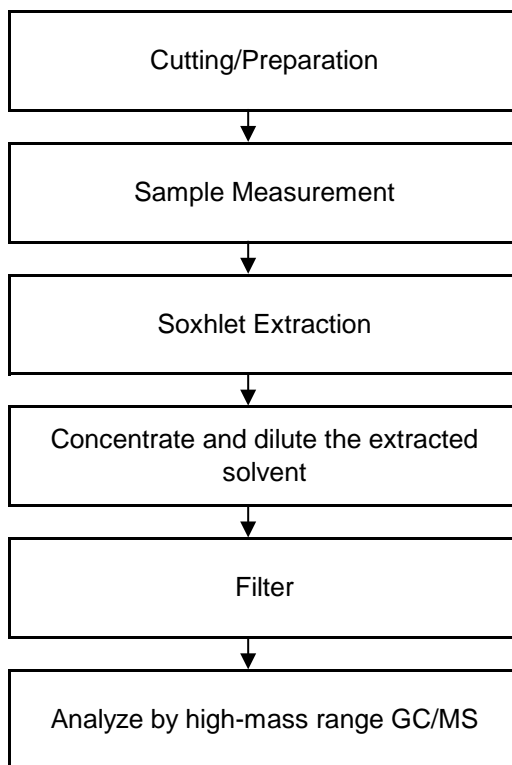 Cutting/Preparation
Sample Measurement
Soxhlet Extraction
Concentrate and dilute the extracted
solvent
Filter
Analyze by high-mass range GC/MS